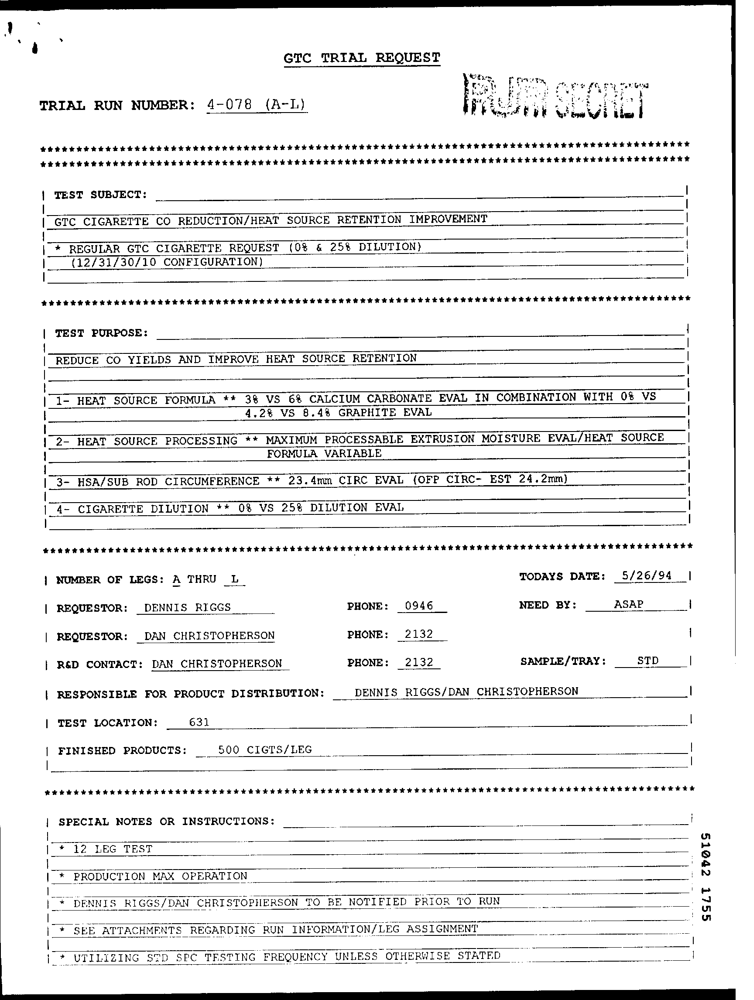 GTC TRIAL REQUEST
TRIAL RUN NUMBER: 4-078 (A-L)
RJRT SECRET
****************************************************************************************
****************************************************************************************
| TEST SUBJECT:
GTC CIGARETTE CO REDUCTION/HEAT SOURCE RETENTION IMPROVEMENT
* REGULAR GTC CIGARETTE REQUEST (0% & 25% DILUTION)
(12/31/30/10 CONFIGURATION)
****************************************************************************************
| TEST PURPOSE:
REDUCE CO YIELDS AND IMPROVE HEAT SOURCE RETENTION
1- HEAT SOURCE FORMULA ** 3% VS 6% CALCIUM CARBONATE EVAL IN COMBINATION WITH 0% VS
4.2% VS 8.4% GRAPHITE EVAL
2- HEAT SOURCE PROCESSING ** MAXIMUM PROCESSABLE EXTRUSION MOISTURE EVAL/HEAT SOURCE
FORMULA VARIABLE
3- HSA/SUB ROD CIRCUMFERENCE ** 23.4mm CIRC EVAL (OFP CIRC- EST 24.2mm)
4- CIGARETTE DILUTION ** 0% VS 25% DILUTION EVAL
****************************************************************************************
| NUMBER OF LEGS: A THRU L TODAYS DATE: 5/26/94 |
| REQUESTOR: DENNIS RIGGS PHONE: 0946 NEED BY: ASAP |
| REQUESTOR: DAN CHRISTOPHERSON PHONE: 2132 |
| R&D CONTACT: DAN CHRISTOPHERSON PHONE: 2132 SAMPLE/TRAY: STD |
| RESPONSIBLE FOR PRODUCT DISTRIBUTION: DENNIS RIGGS/DAN CHRISTOPHERSON |
| TEST LOCATION: 631 |
| FINISHED PRODUCTS: 500 CIGTS/LEG |
****************************************************************************************
| SPECIAL NOTES OR INSTRUCTIONS:
* 12 LEG TEST
* PRODUCTION MAX OPERATION
* DENNIS RIGGS/DAN CHRISTOPHERSON TO BE NOTIFIED PRIOR TO RUN
* SEE ATTACHMENTS REGARDING RUN INFORMATION/LEG ASSIGNMENT
* UTILIZING STD SPC TESTING FREQUENCY UNLESS OTHERWISE STATED
51042 1755